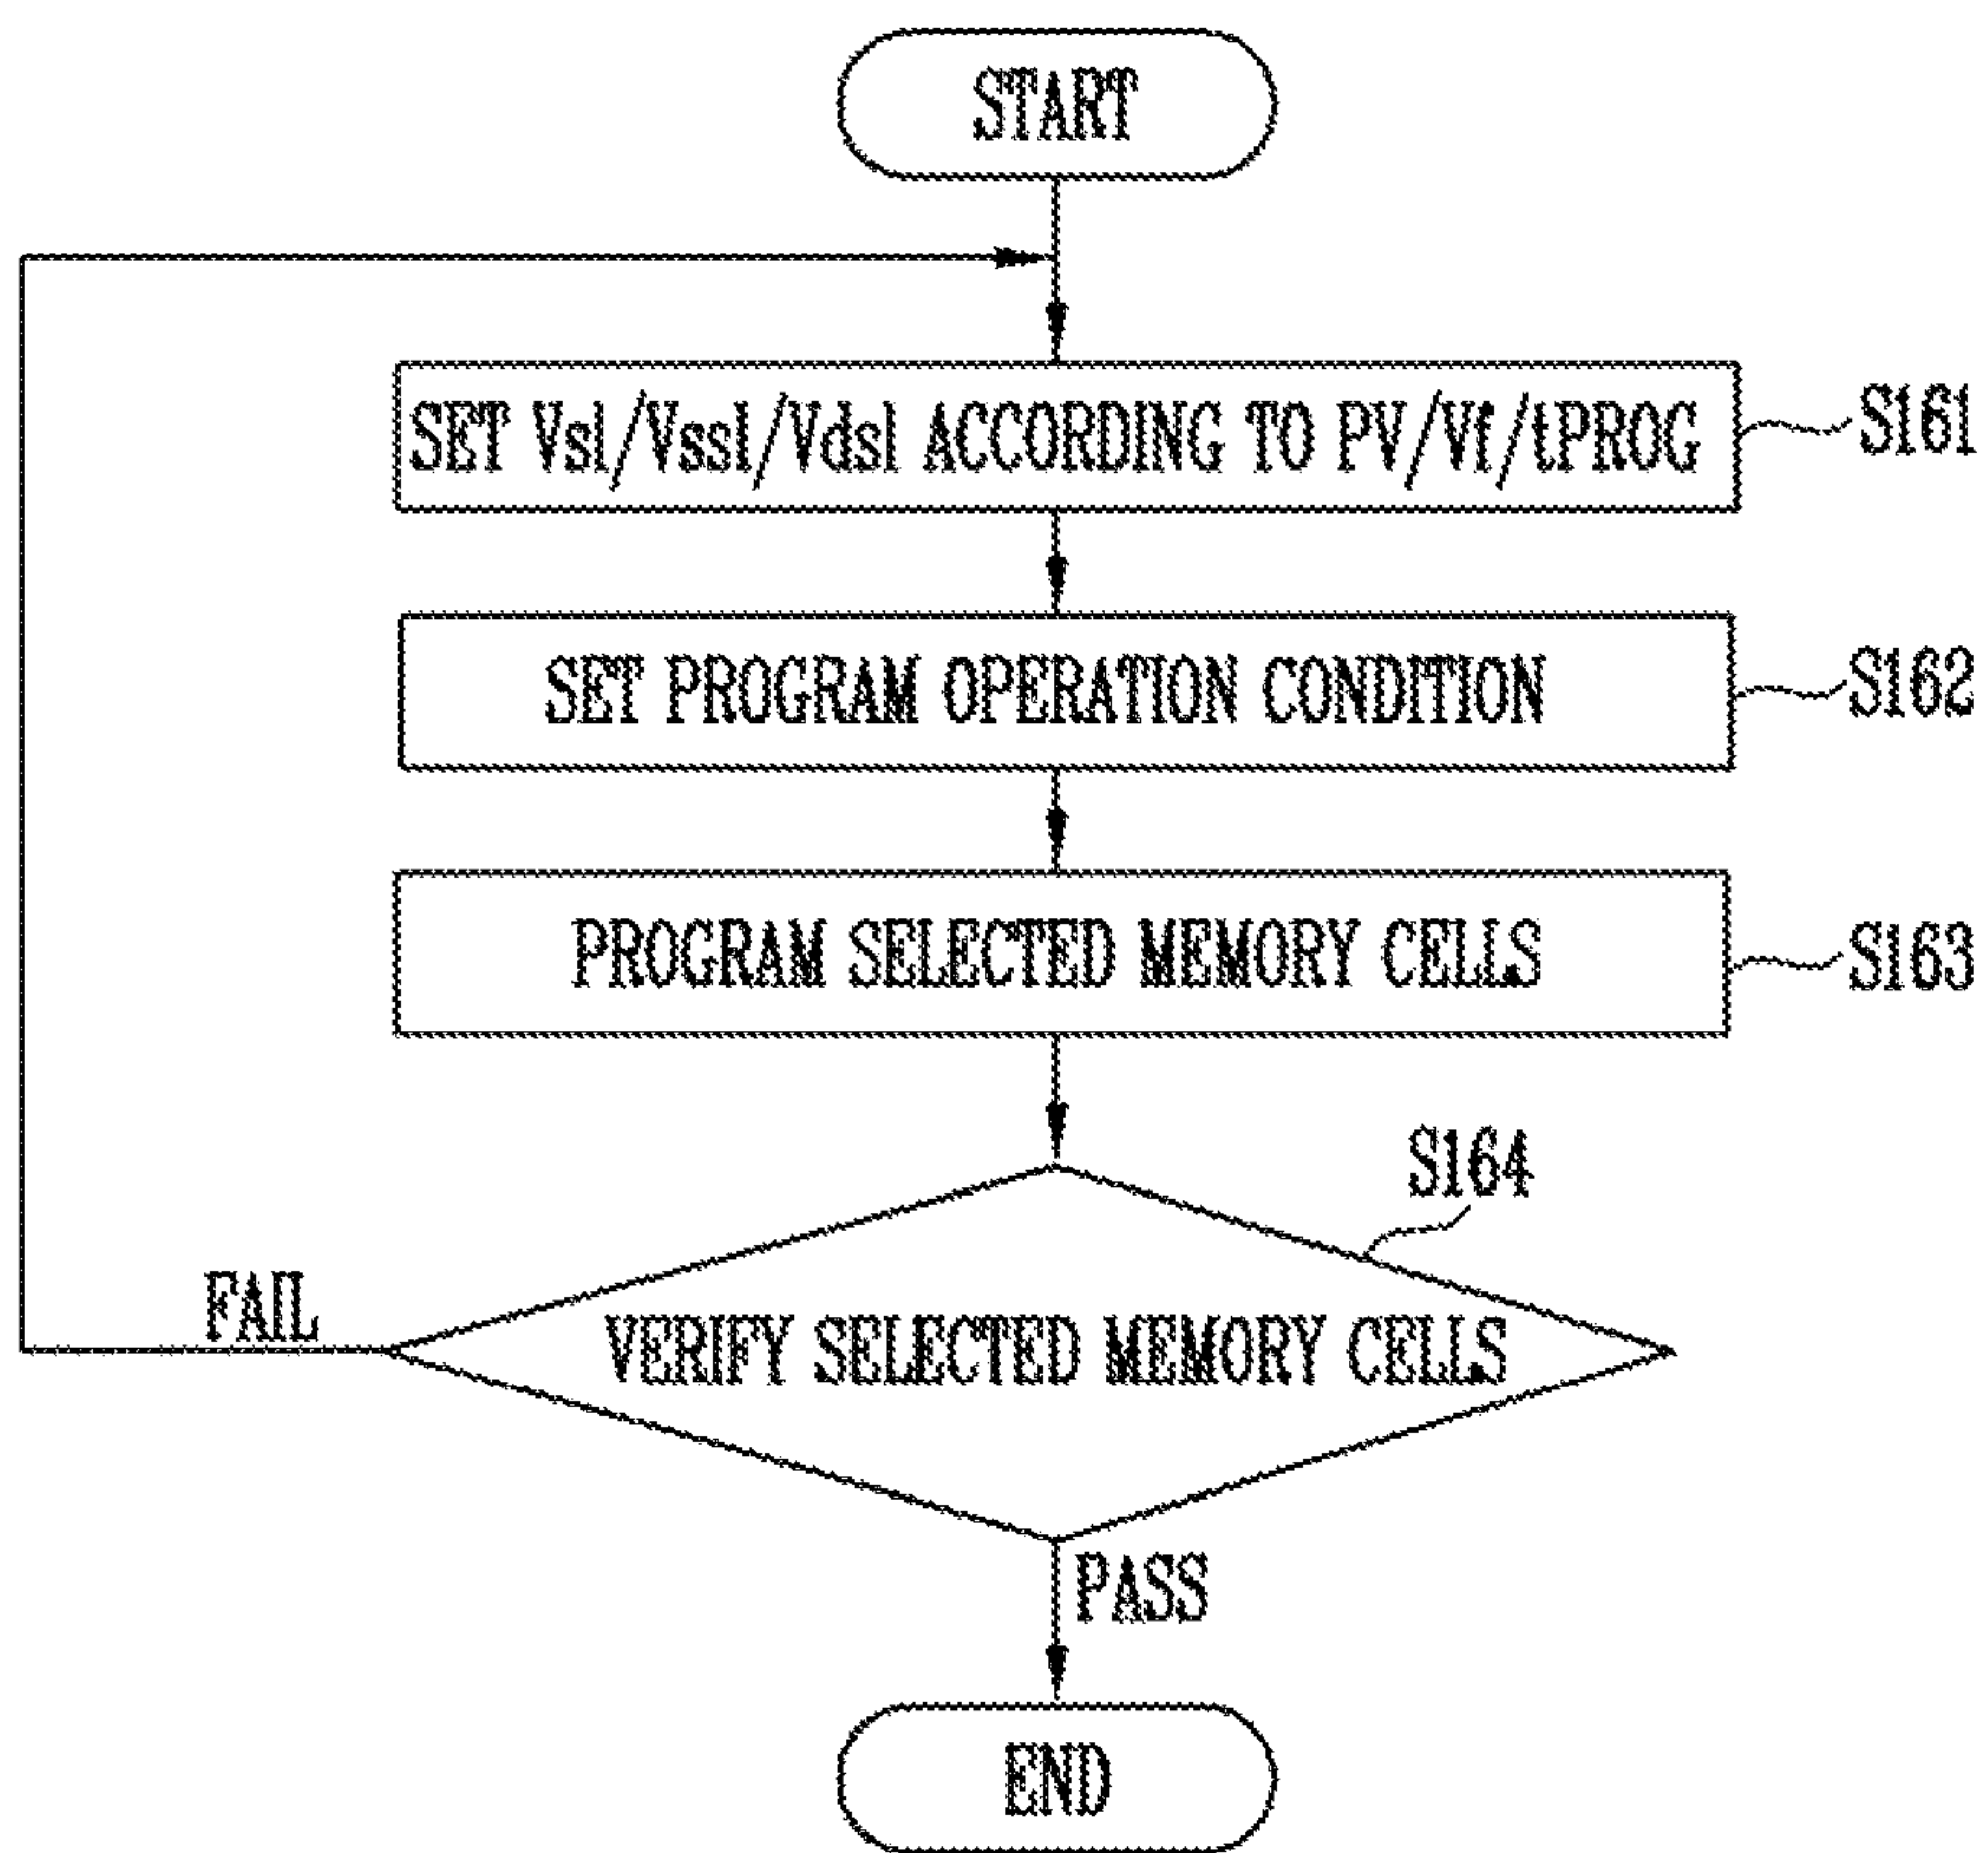 START
SET Vsl/Vssl/Vdsl ACCORDING TO PV/Vf/tPROG
S161
SET PROGRAM OPERATION CONDITION
S162
PROGRAM SELECTED MEMORY CELLS
S163
S164
FAIL
VERIFY SELECTED MEMORY CELLS
PASS
END